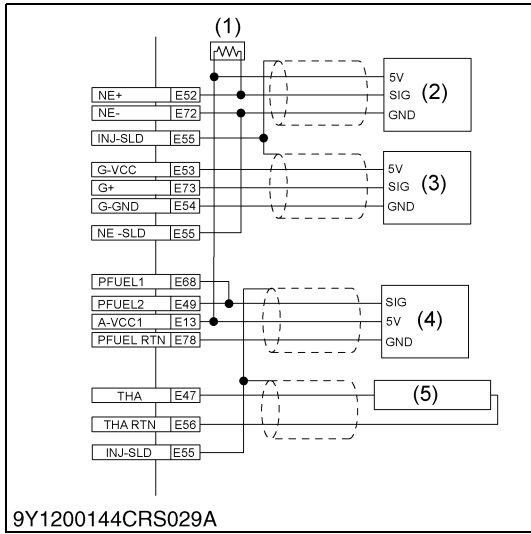 (1)
5V
NE+ E52 SIG (2)
NE- E72 GND
INJ-SLD E55
G-VCC E53 5V
G+ E73 SIG (3)
G-GND E54 GND
NE -SLD E55
PFUEL1 E68
PFUEL2 E49 SIG
A-VCC1 E13 5V (4)
PFUEL RTN E78 GND
THA E47 (5)
THA RTN E56
INJ-SLD E55
9Y1200144CRS029A